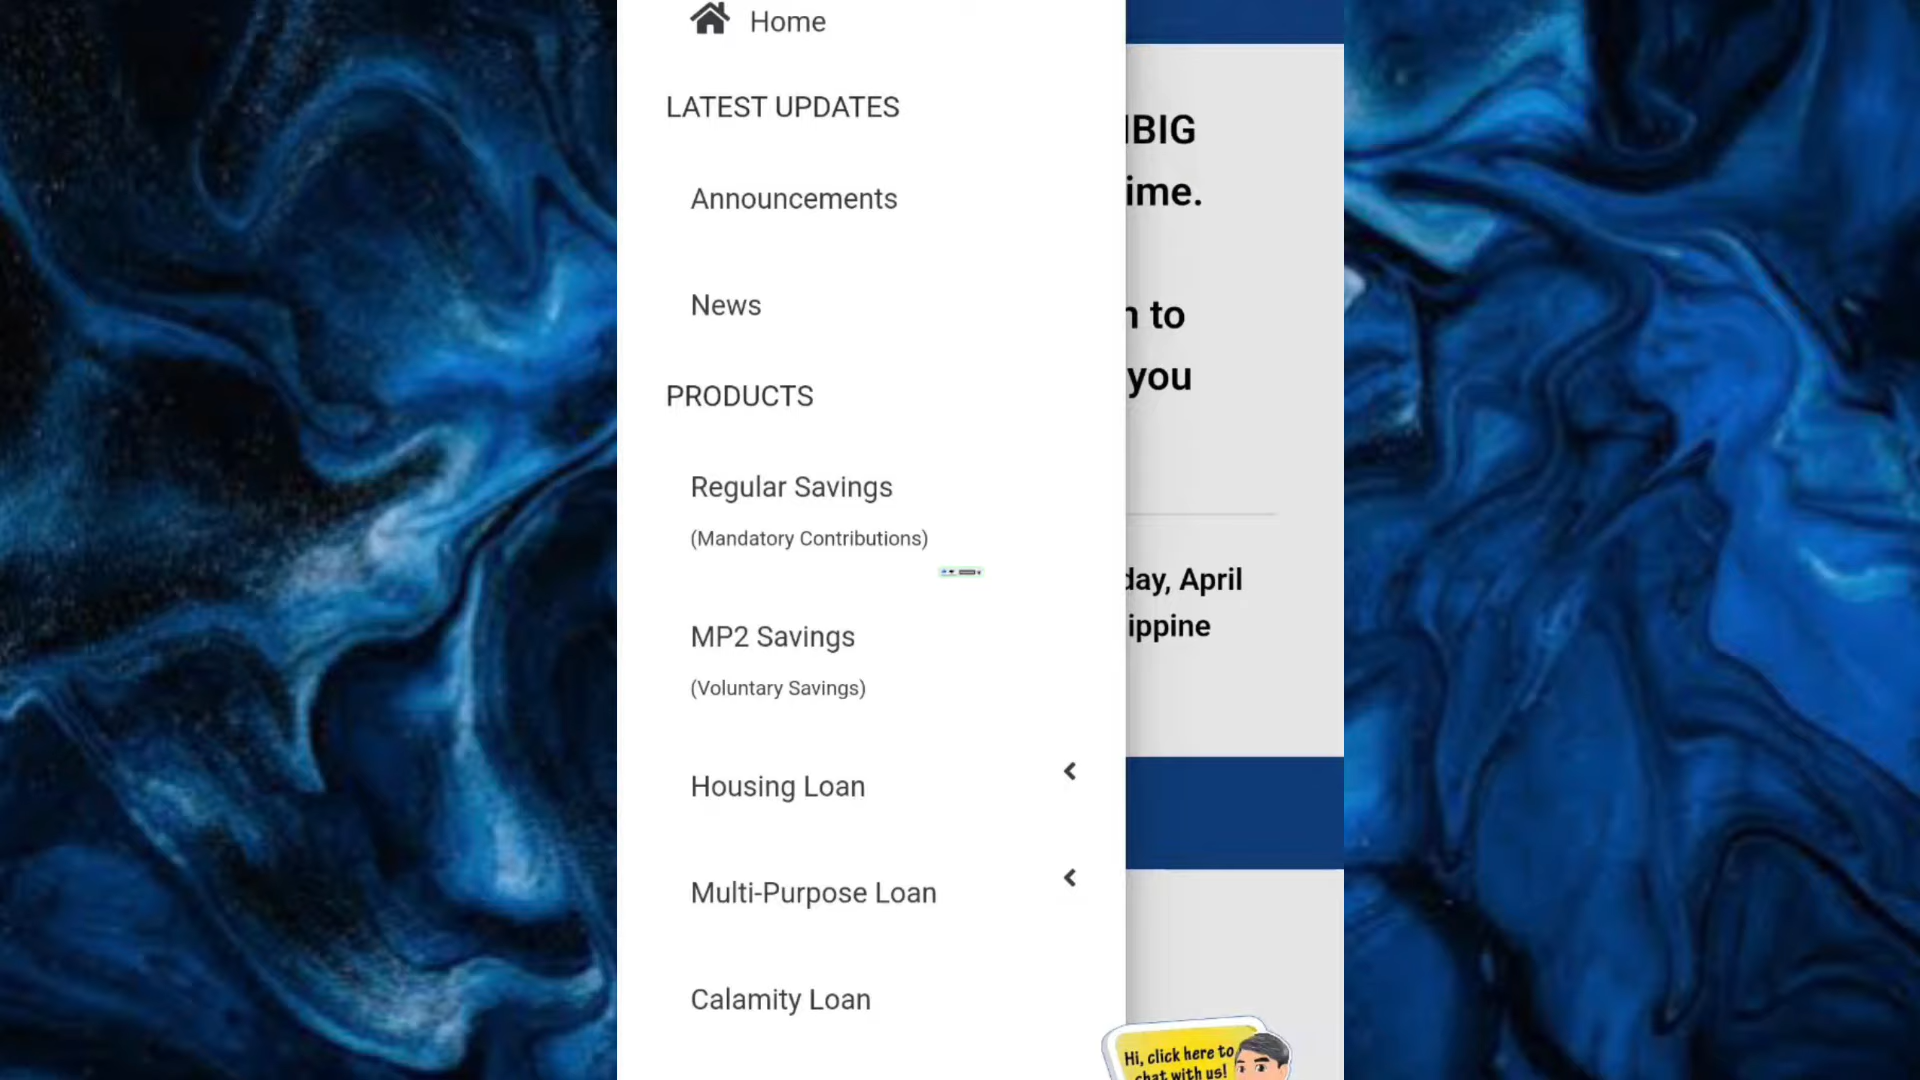 Home
LATEST UPDATES
Announcements
News
PRODUCTS
Regular Savings
(Mandatory Contributions)
MP2 Savings
(Voluntary Savings)
Housing Loan
Multi-Purpose Loan
Calamity Loan
IBIG
ime.
n to
you
day, April
ippine
Hi, click here to
chat with us!